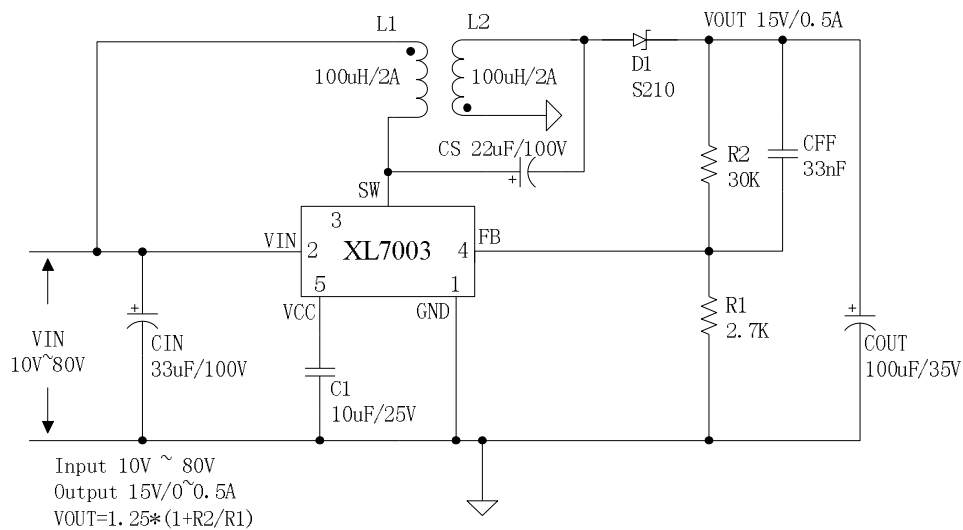 L1
L2
VOUT 15V/0.5A
100uH/2A
100uH/2A
D1
S210
CS 22uF/100V
R2
30K
CFF
33nF
SW
3
VIN
2
XL7003
4
FB
5
1
VCC
GND
R1
2.7K
VIN
10V~80V
CIN
33uF/100V
C1
10uF/25V
COUT
100uF/35V
+
+
+
Input 10V ~ 80V
Output 15V/0~0.5A
VOUT=1.25*(1+R2/R1)